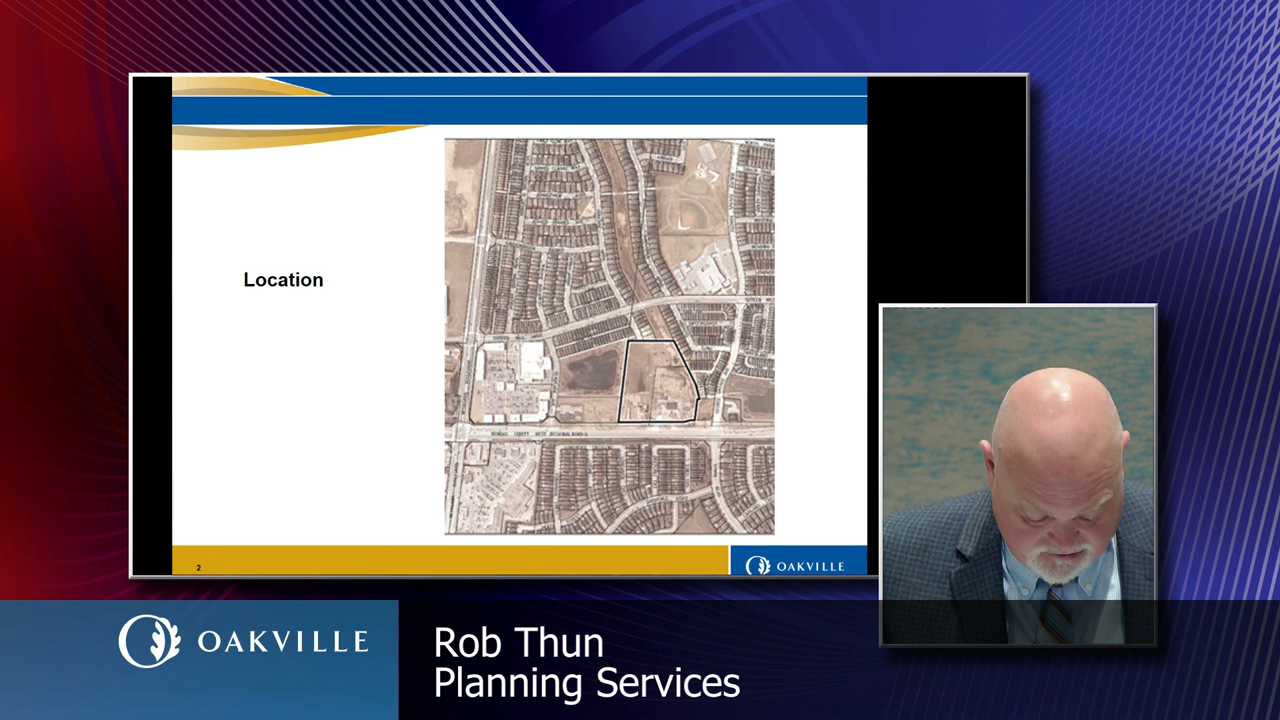 Location
2
OAKVILLE
OAKVILLE
Rob Thun
Planning Services